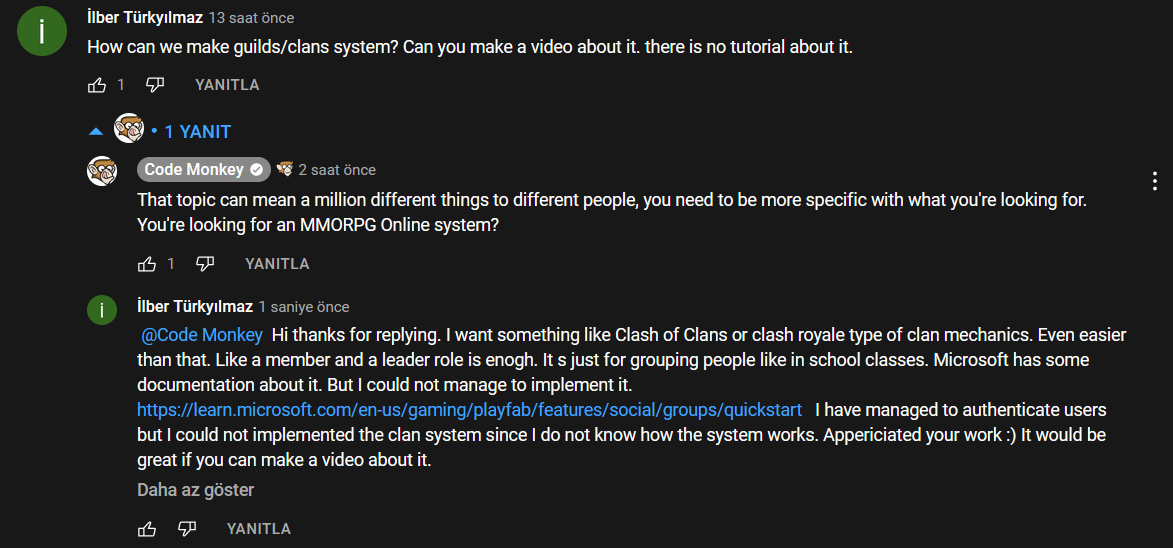 İlber Türkyılmaz 13 saat önce
How can we make guilds/clans system? Can you make a video about it. there is no tutorial about it.
1 YANITLA
• 1 YANIT
Code Monkey 2 saat önce
That topic can mean a million different things to different people, you need to be more specific with what you're looking for.
You're looking for an MMORPG Online system?
1 YANITLA
İlber Türkyılmaz 1 saniye önce
@Code Monkey Hi thanks for replying. I want something like Clash of Clans or clash royale type of clan mechanics. Even easier
than that. Like a member and a leader role is enogh. It s just for grouping people like in school classes. Microsoft has some
documentation about it. But I could not manage to implement it.
https://learn.microsoft.com/en-us/gaming/playfab/features/social/groups/quickstart I have managed to authenticate users
but I could not implemented the clan system since I do not know how the system works. Appericiated your work :) It would be
great if you can make a video about it.
Daha az göster
YANITLA